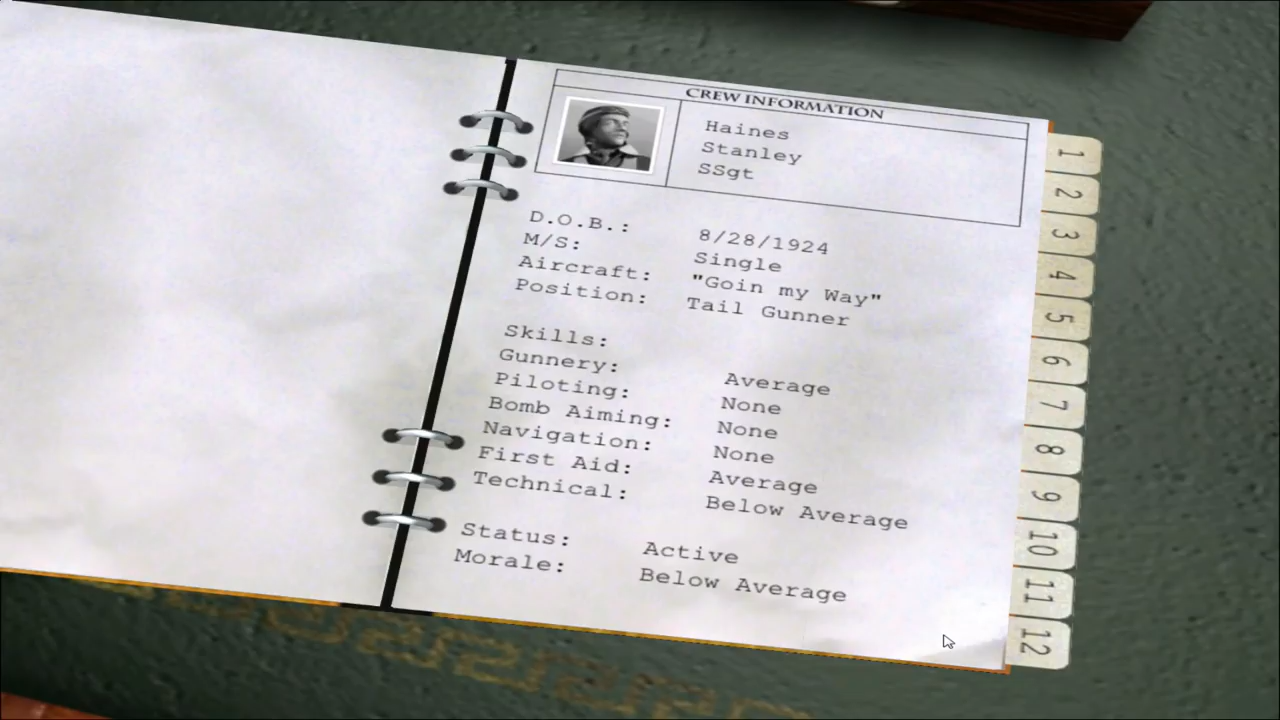 CREW INFORMATION
Haines
Stanley
SSgt
D.O.B.: 8/28/1924
M/S: Single
Aircraft: "Goin my Way"
Position: Tail Gunner
Skills:
Gunnery: Average
Piloting: None
Bomb Aiming: None
Navigation: None
First Aid: Average
Technical: Below Average
Status: Active
Morale: Below Average
1
2
3
4
5
6
7
8
9
10
11
12